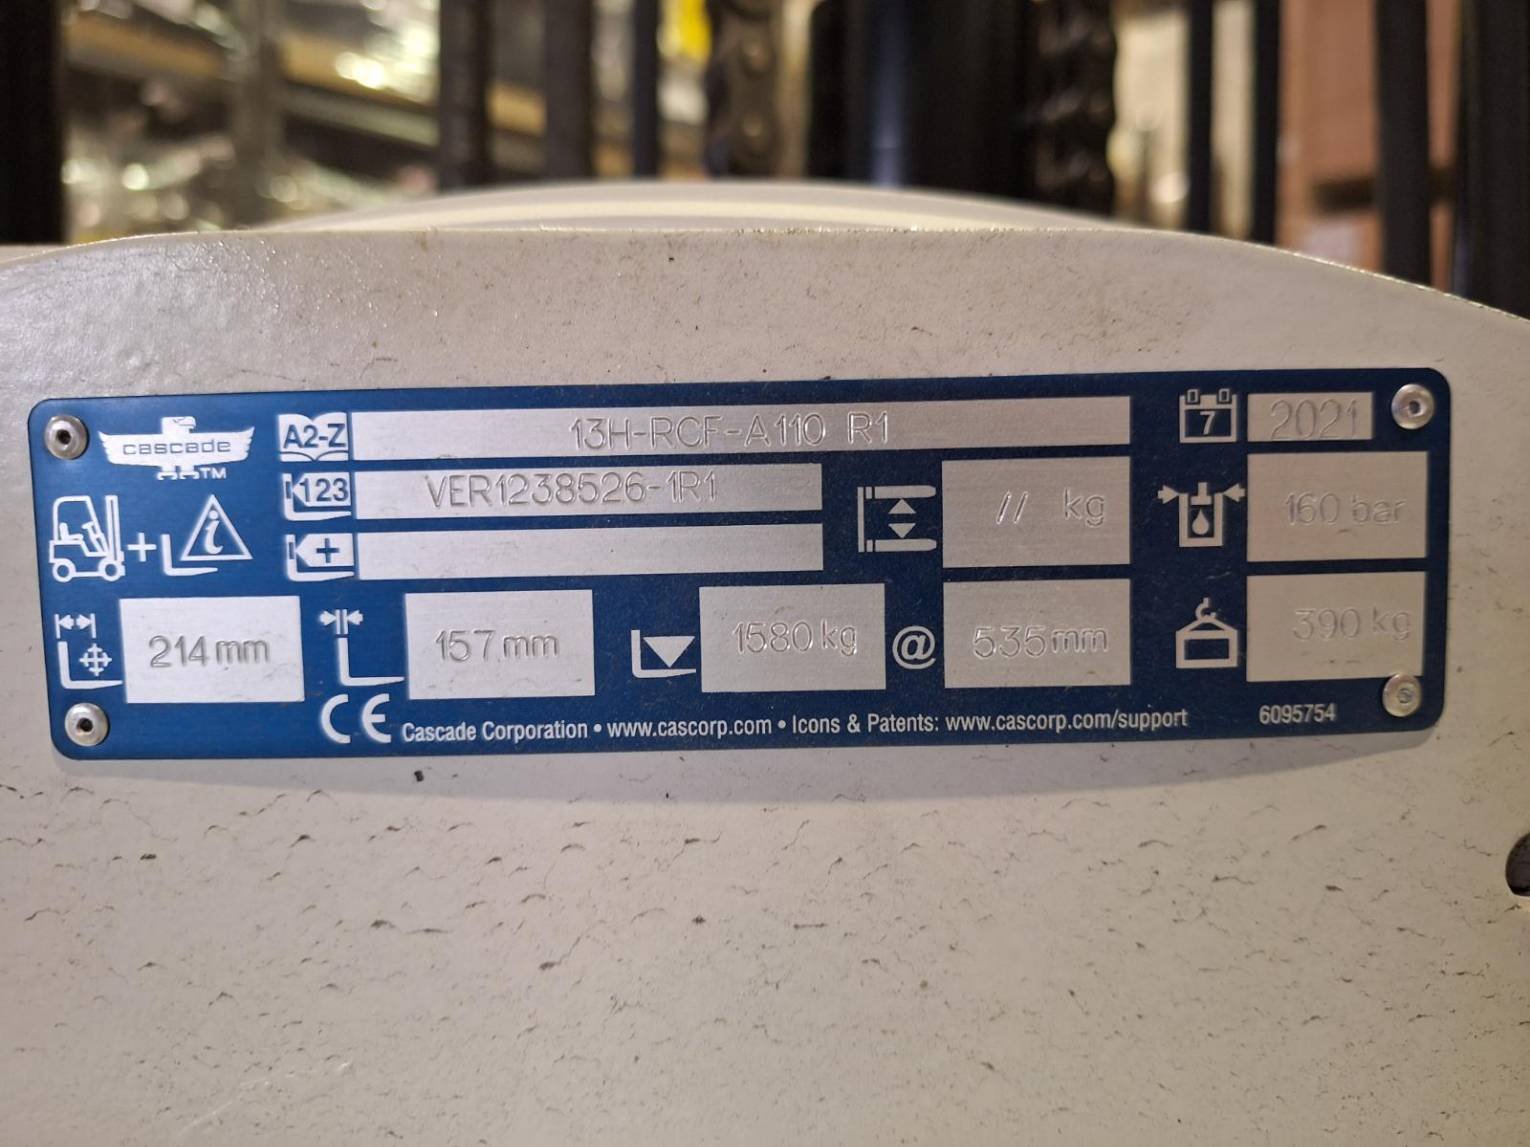 cascade TM
A2-Z 13H-RCF-A110 R1
7 2021
123 VER1238526-1R1
// kg
160 bar
214 mm
157 mm
1580 kg @ 535 mm
390 kg
CE Cascade Corporation • www.cascorp.com • Icons & Patents: www.cascorp.com/support 6095754